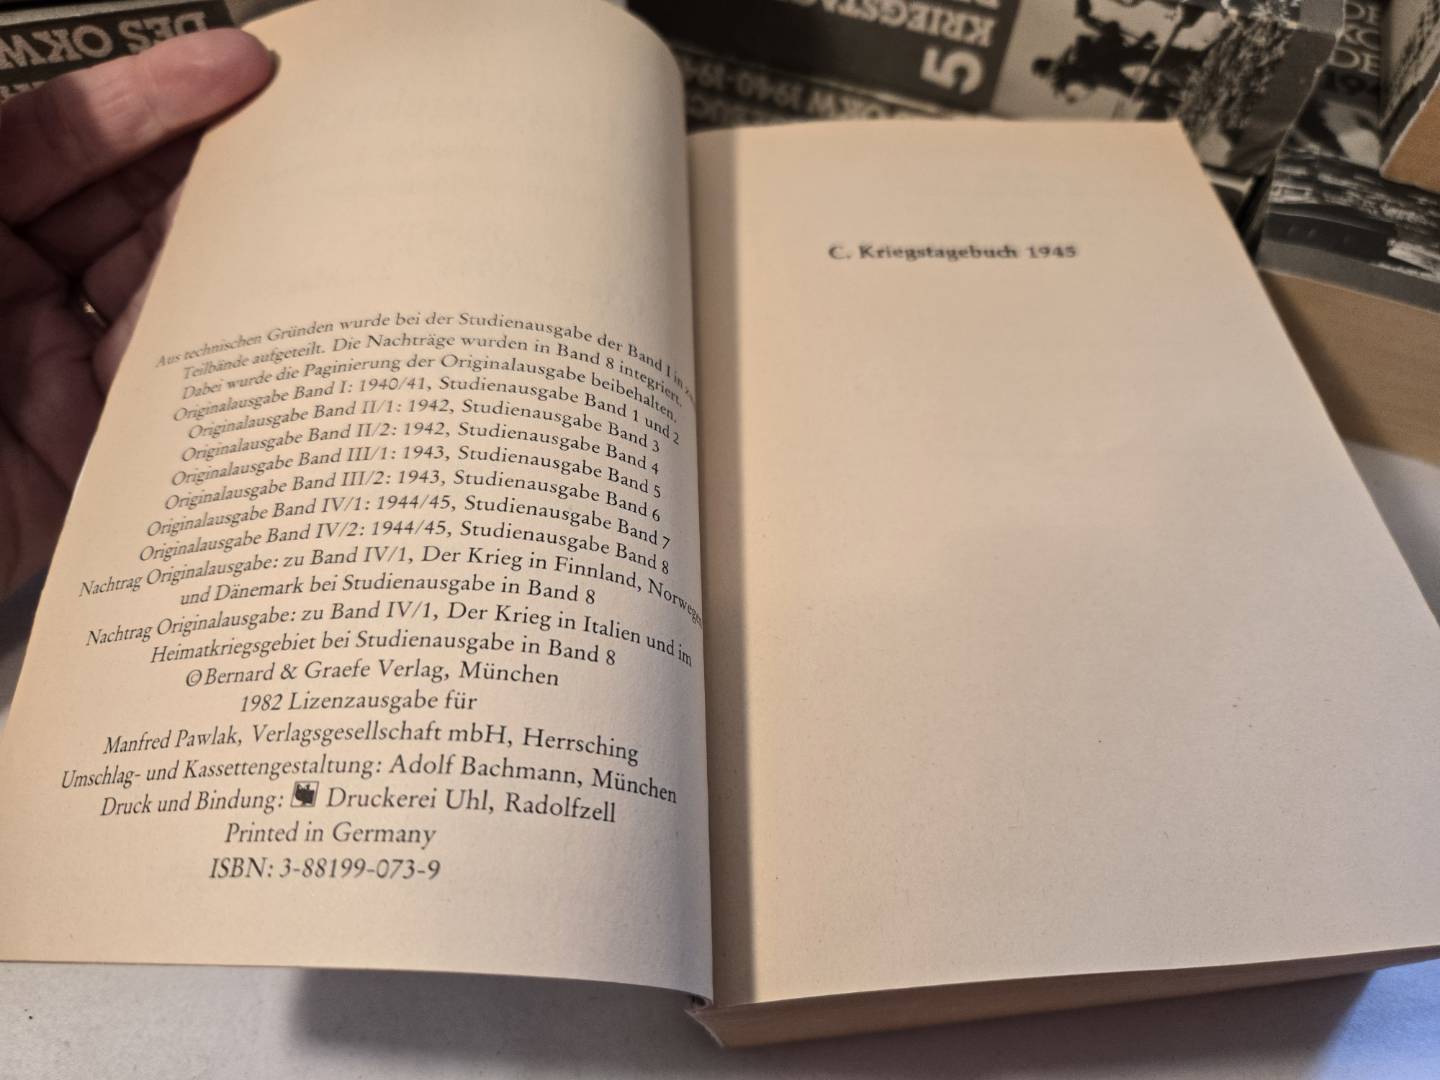 DES OKW
5
KRIEGSTAG
OKW 1940-19
Aus technischen Gründen wurde bei der Studienausgabe der Band I in
Teilbände aufgeteilt. Die Nachträge wurden in Band 8 integriert.
Dabei wurde die Paginierung der Originalausgabe beibehalten.
Originalausgabe Band I: 1940/41, Studienausgabe Band 1 und 2
Originalausgabe Band II/1: 1942, Studienausgabe Band 3
Originalausgabe Band II/2: 1942, Studienausgabe Band 4
Originalausgabe Band III/1: 1943, Studienausgabe Band 5
Originalausgabe Band III/2: 1943, Studienausgabe Band 6
Originalausgabe Band IV/1: 1944/45, Studienausgabe Band 7
Originalausgabe Band IV/2: 1944/45, Studienausgabe Band 8
Nachtrag Originalausgabe: zu Band IV/1, Der Krieg in Finnland, Norwegen
und Dänemark bei Studienausgabe in Band 8
Nachtrag Originalausgabe: zu Band IV/1, Der Krieg in Italien und im
Heimatkriegsgebiet bei Studienausgabe in Band 8
© Bernard & Graefe Verlag, München
1982 Lizenzausgabe für
Manfred Pawlak, Verlagsgesellschaft mbH, Herrsching
Umschlag- und Kassettengestaltung: Adolf Bachmann, München
Druck und Bindung: Druckerei Uhl, Radolfzell
Printed in Germany
ISBN: 3-88199-073-9
C. Kriegstagebuch 1945